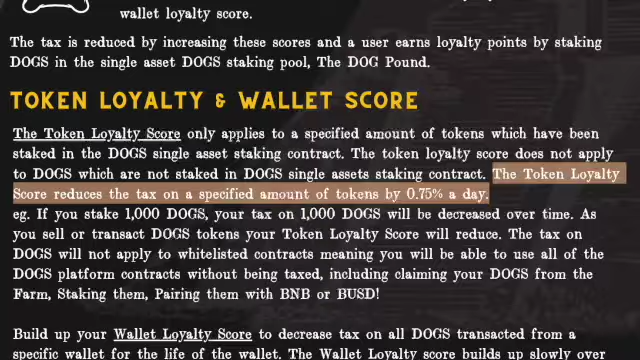 wallet loyalty score.
The tax is reduced by increasing these scores and a user earns loyalty points by staking
DOGS in the single asset DOGS staking pool, The DOG Pound.
TOKEN LOYALTY & WALLET SCORE
The Token Loyalty Score only applies to a specified amount of tokens which have been
staked in the DOGS single asset staking contract. The token loyalty score does not apply
to DOGS which are not staked in DOGS single assets staking contract. The Token Loyalty
Score reduces the tax on a specified amount of tokens by 0.75% a day.
eg. If you stake 1,000 DOGS, your tax on 1,000 DOGS will be decreased over time. As
you sell or transact DOGS tokens your Token Loyalty Score will reduce. The tax on
DOGS will not apply to whitelisted contracts meaning you will be able to use all of the
DOGS platform contracts without being taxed, including claiming your DOGS from the
Farm, Staking them, Pairing them with BNB or BUSD!
Build up your Wallet Loyalty Score to decrease tax on all DOGS transacted from a
specific wallet for the life of the wallet. The Wallet Loyalty score builds up slowly over